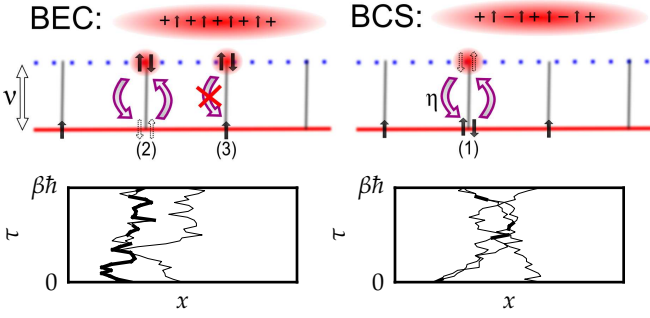 BEC:
+ ↑ + ↑ + ↑ + ↑ +
BCS:
+ ↑ − ↑ + ↑ − ↑ +
ν
η
(2)
(3)
(1)
βħ
τ
0
x
βħ
τ
0
x